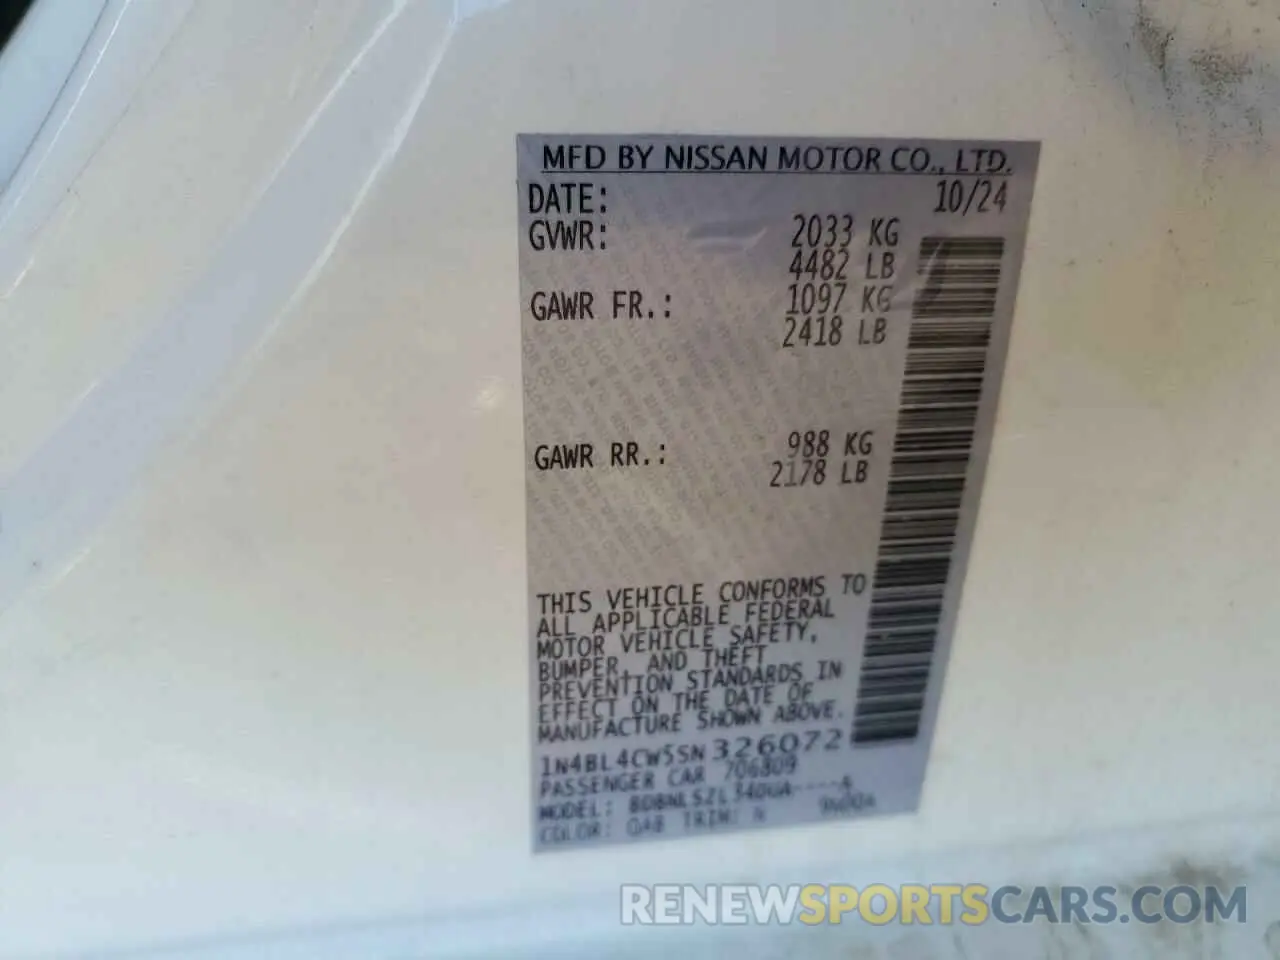 MFD BY NISSAN MOTOR CO., LTD.
DATE: 10/24
GVWR: 2033 KG
4482 LB
GAWR FR.: 1097 KG
2418 LB
GAWR RR.: 988 KG
2178 LB
THIS VEHICLE CONFORMS TO
ALL APPLICABLE FEDERAL
MOTOR VEHICLE SAFETY,
BUMPER, AND THEFT
PREVENTION STANDARDS IN
EFFECT ON THE DATE OF
MANUFACTURE SHOWN ABOVE.
1N4BL4CW5SN326072
PASSENGER CAR 706809
MODEL:
COLOR: QAB TRIM:
RENEWSPORTSCARS.COM